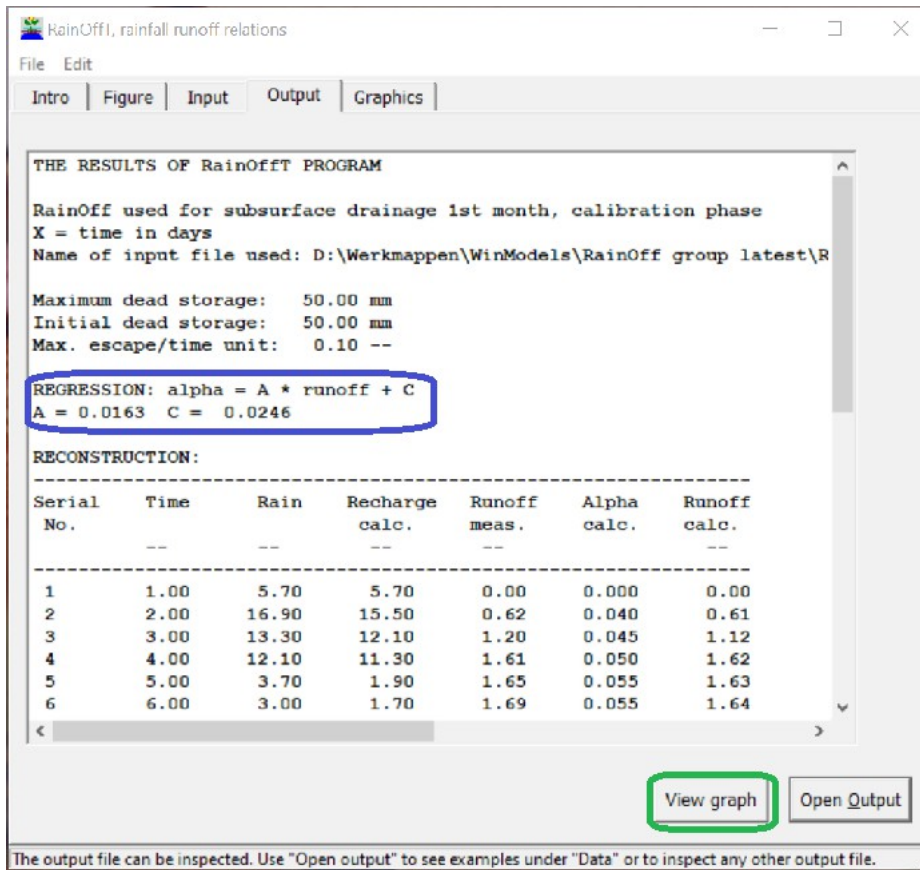 RainOffT, rainfall runoff relations
File Edit
Intro Figure Input Output Graphics
THE RESULTS OF RainOffT PROGRAM
RainOff used for subsurface drainage 1st month, calibration phase
X = time in days
Name of input file used: D:\Werkmappen\WinModels\RainOff group latest\R
Maximum dead storage: 50.00 mm
Initial dead storage: 50.00 mm
Max. escape/time unit: 0.10 --
REGRESSION: alpha = A * runoff + C
A = 0.0163 C = 0.0246
RECONSTRUCTION:
--------------------------------------------------------------------
Serial Time Rain Recharge Runoff Alpha Runoff
No. calc. meas. calc. calc.
-- -- -- -- --
--------------------------------------------------------------------
1 1.00 5.70 5.70 0.00 0.000 0.00
2 2.00 16.90 15.50 0.62 0.040 0.61
3 3.00 13.30 12.10 1.20 0.045 1.12
4 4.00 12.10 11.30 1.61 0.050 1.62
5 5.00 3.70 1.90 1.65 0.055 1.63
6 6.00 3.00 1.70 1.69 0.055 1.64
View graph Open Output
The output file can be inspected. Use "Open output" to see examples under "Data" or to inspect any other output file.